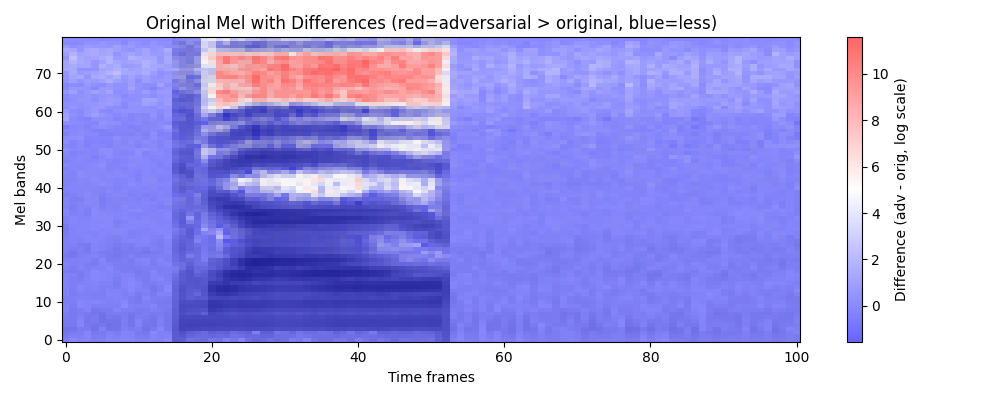 Original Mel with Differences (red=adversarial > original, blue=less)
Mel bands
70
60
50
40
30
20
10
0
0 20 40 60 80 100
Time frames
10
8
6
4
2
0
Difference (adv - orig, log scale)